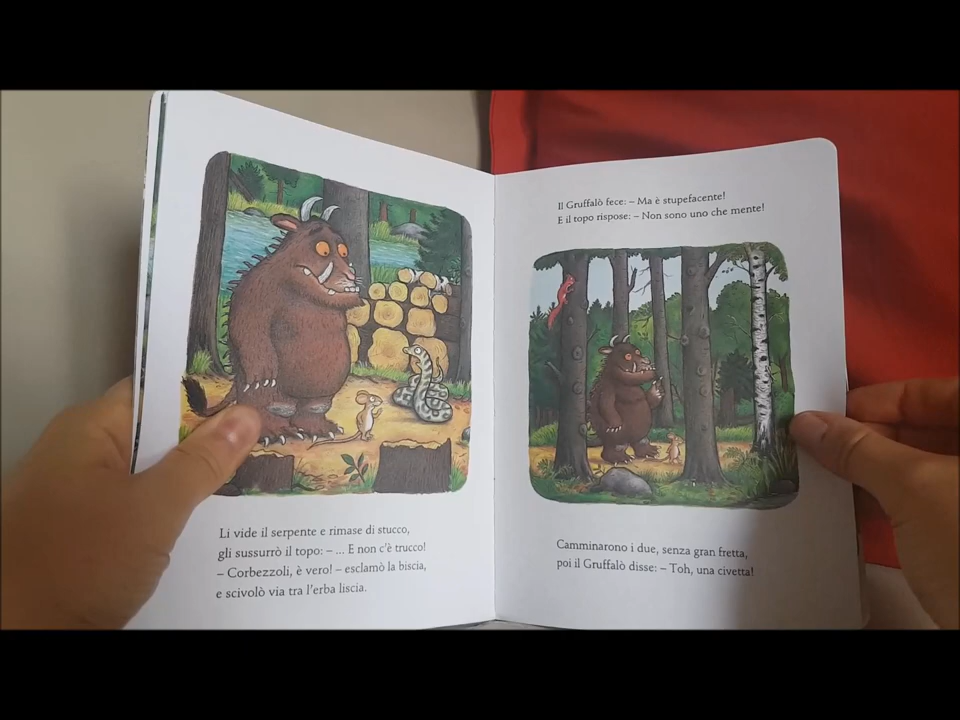 Li vide il serpente e rimase di stucco,
gli sussurrò il topo: – ... E non c'è trucco!
– Corbezzoli, è vero! – esclamò la biscia,
e scivolò via tra l'erba liscia.
Il Gruffalò fece: – Ma è stupefacente!
E il topo rispose: – Non sono uno che mente!
Camminarono i due, senza gran fretta,
poi il Gruffalò disse: – Toh, una civetta!